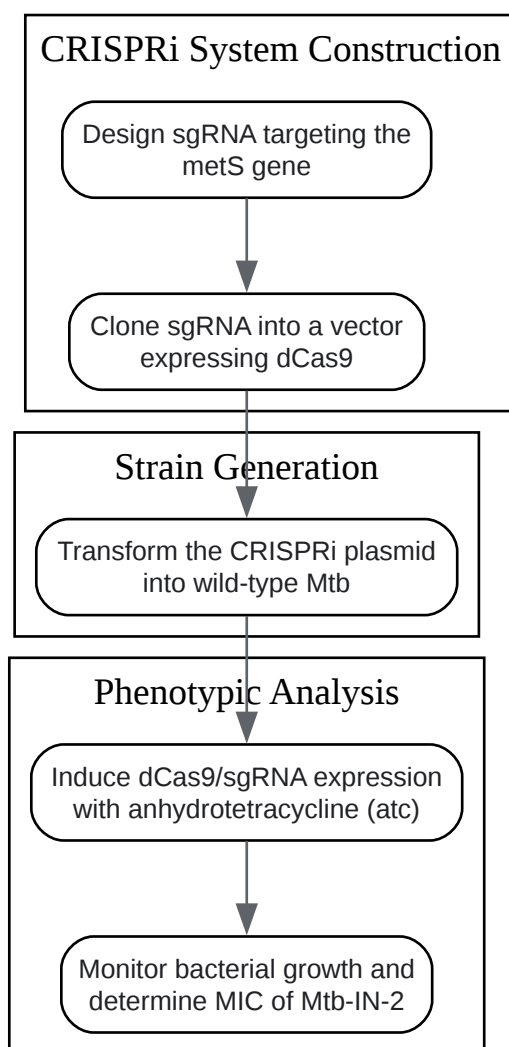 CRISPRi System Construction
Design sgRNA targeting the
metS gene
Clone sgRNA into a vector
expressing dCas9
Strain Generation
Transform the CRISPRi plasmid
into wild-type Mtb
Phenotypic Analysis
Induce dCas9/sgRNA expression
with anhydrotetracycline (atc)
Monitor bacterial growth and
determine MIC of Mtb-IN-2